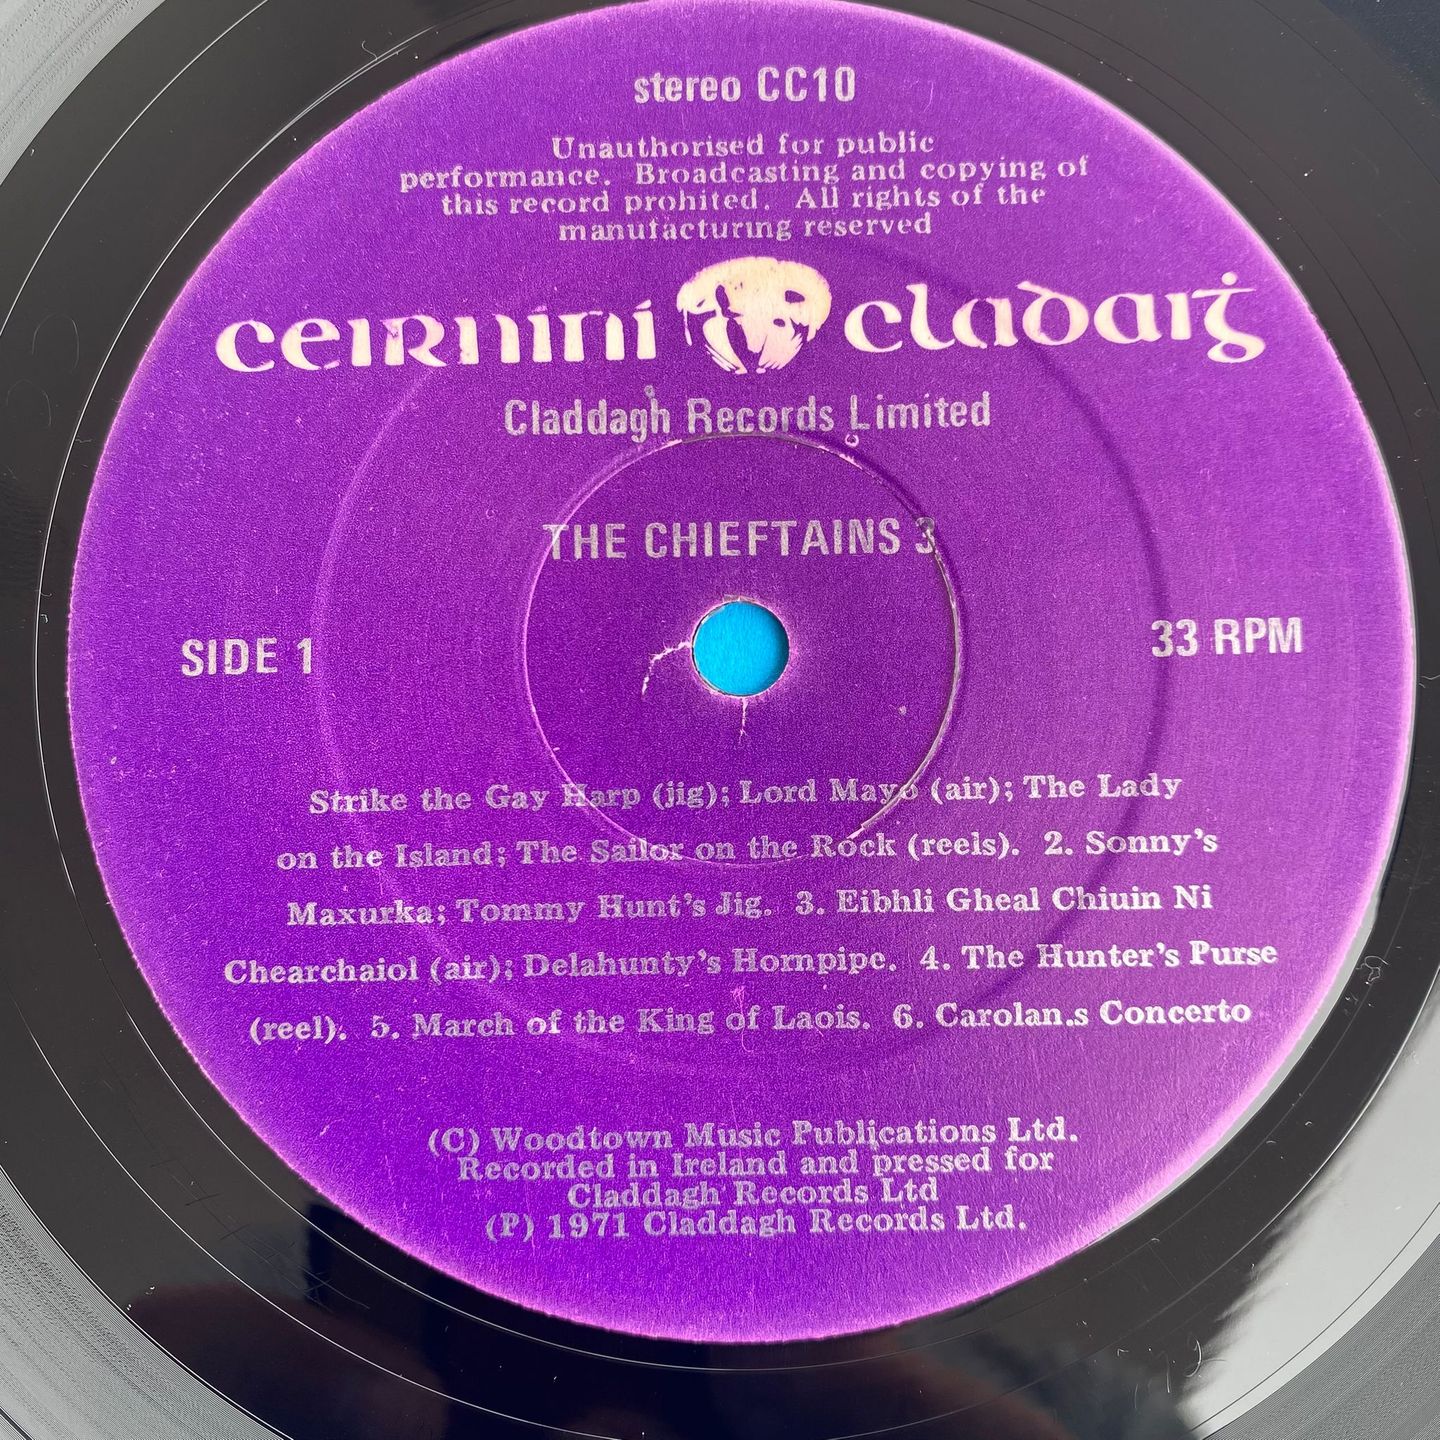 stereo CC10
Unauthorised for public
performance. Broadcasting and copying of
this record prohited. All rights of the
manufacturing reserved
ceirníní cladaiġ
Claddagh Records Limited
THE CHIEFTAINS 3
SIDE 1 33 RPM
Strike the Gay Harp (jig); Lord Mayo (air); The Lady
on the Island; The Sailor on the Rock (reels). 2. Sonny's
Maxurka; Tommy Hunt's Jig. 3. Eibhli Gheal Chiuin Ni
Chearchaiol (air); Delahunty's Hornpipe. 4. The Hunter's Purse
(reel). 5. March of the King of Laois. 6. Carolan.s Concerto
(C) Woodtown Music Publications Ltd.
Recorded in Ireland and pressed for
Claddagh Records Ltd
(P) 1971 Claddagh Records Ltd.